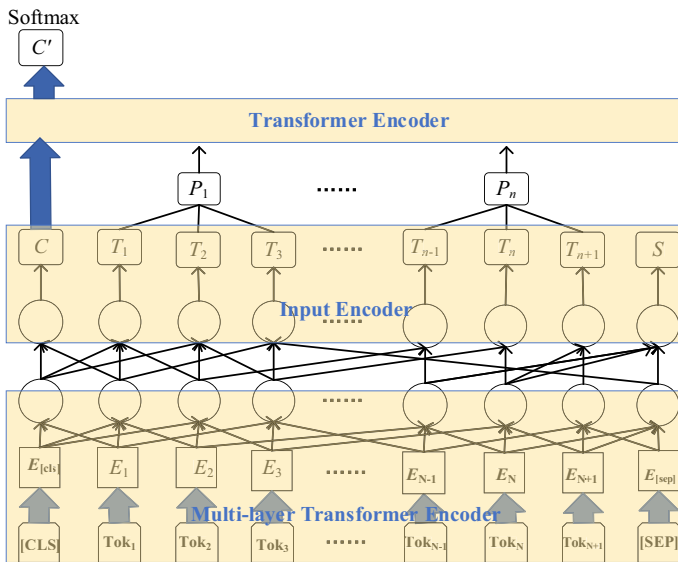 Softmax
C′
Transformer Encoder
P1 ...... Pn
C T1 T2 T3 ...... Tn-1 Tn Tn+1 S
Input Encoder
......
......
E[cls] E1 E2 E3 ...... EN-1 EN EN+1 E[sep]
Multi-layer Transformer Encoder
[CLS] Tok1 Tok2 Tok3 ...... TokN-1 TokN TokN+1 [SEP]